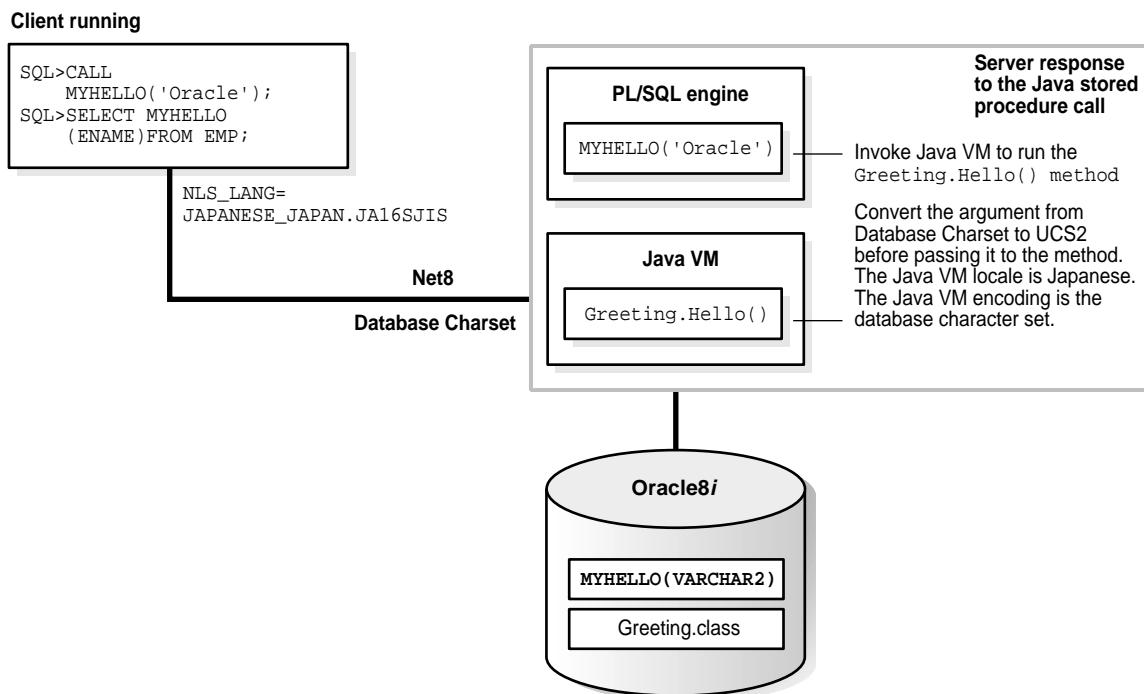 Client running
SQL>CALL
MYHELLO('Oracle');
SQL>SELECT MYHELLO
(ENAME)FROM EMP;
NLS_LANG=
JAPANESE_JAPAN.JA16SJIS
Net8
Database Charset
Server response
to the Java stored
procedure call
PL/SQL engine
MYHELLO('Oracle')
Invoke Java VM to run the
Greeting.Hello() method
Java VM
Greeting.Hello()
Convert the argument from
Database Charset to UCS2
before passing it to the method.
The Java VM locale is Japanese.
The Java VM encoding is the
database character set.
Oracle8i
MYHELLO(VARCHAR2)
Greeting.class